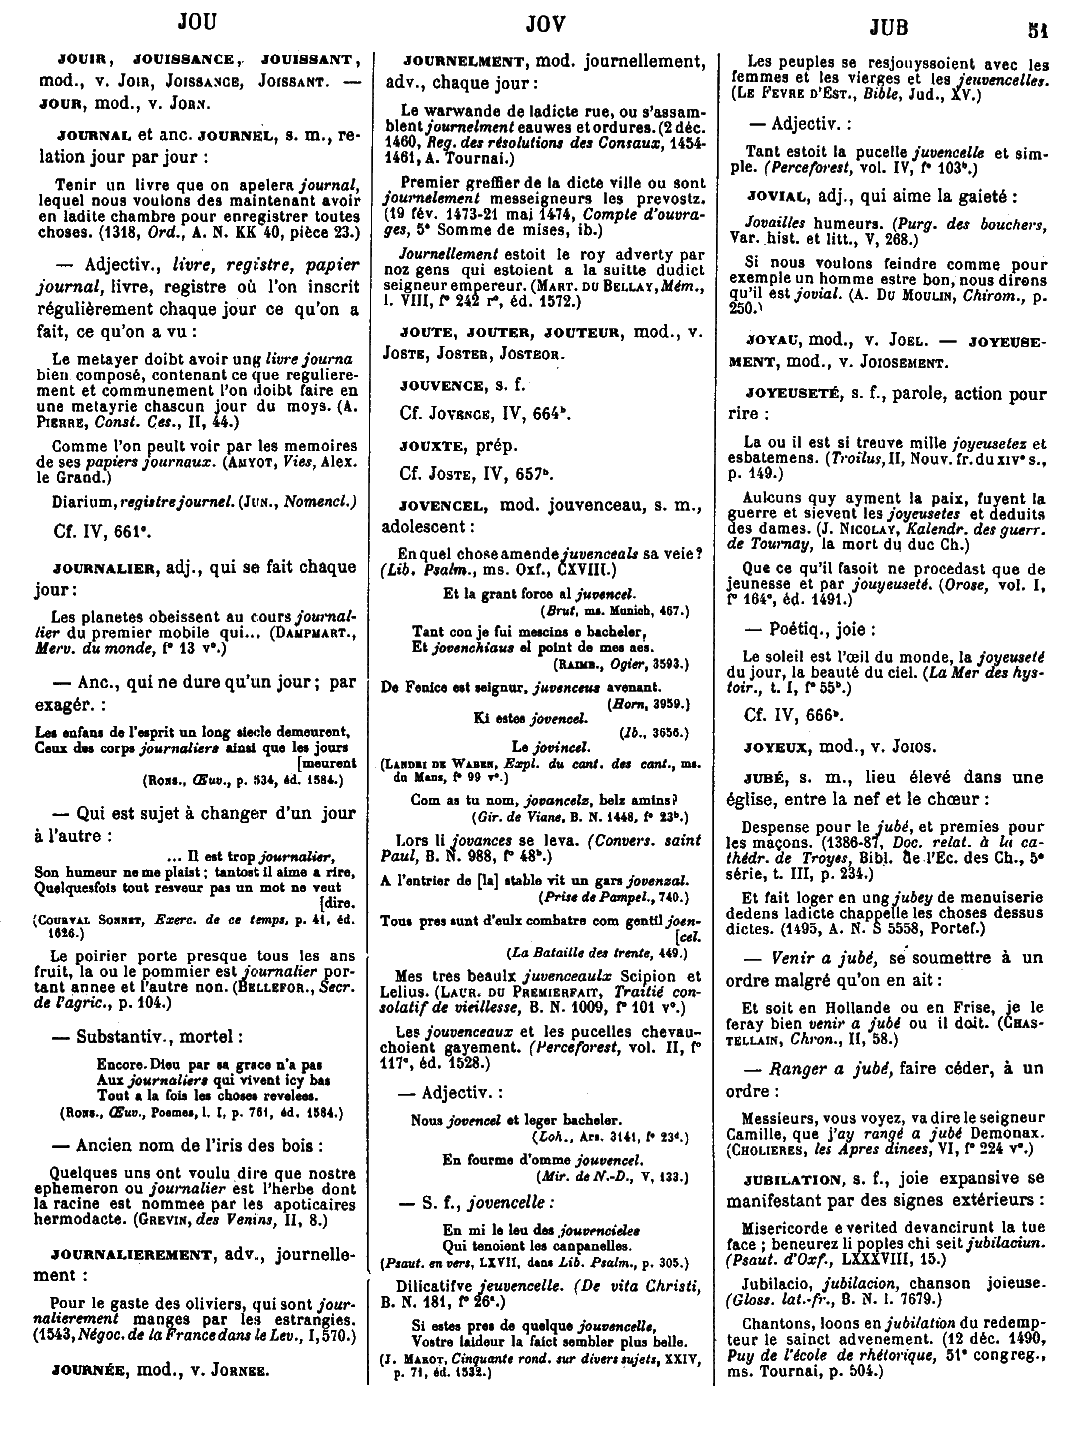 JOU
JOV
JUB
51
JOUIR, JOUISSANCE, JOUISSANT,
mod., v. JOIR, JOISSANCE, JOISSANT. —
JOUR, mod., v. JORN.
JOURNAL et anc. JOURNEL, s. m., re-
lation jour par jour :
Tenir un livre que on apelera journal,
lequel nous voulons des maintenant avoir
en ladite chambre pour enregistrer toutes
choses. (1318, Ord., A. N. KK 40, pièce 23.)
— Adjectiv., livre, registre, papier
journal, livre, registre où l'on inscrit
régulièrement chaque jour ce qu'on a
fait, ce qu'on a vu :
Le metayer doibt avoir ung livre journa
bien composé, contenant ce que reguliere-
ment et communement l'on doibt faire en
une metayrie chascun jour du moys. (A.
PIERRE, Const. Ces., II, 44.)
Comme l'on peult voir par les memoires
de ses papiers journaux. (AMYOT, Vies, Alex.
le Grand.)
Diarium, registre journel. (JUN., Nomencl.)
Cf. IV, 661ª.
JOURNALIER, adj., qui se fait chaque
jour :
Les planetes obeissent au cours journal-
lier du premier mobile qui... (DAMPMART.,
Merv. du monde, fº 13 vº.)
— Anc., qui ne dure qu'un jour ; par
exagér. :
Les enfans de l'esprit un long siecle demeurent,
Ceux des corps journaliers ainsi que les jours
[meurent
(RONS., Œuv., p. 534, éd. 1584.)
— Qui est sujet à changer d'un jour
à l'autre :
... Il est trop journalier,
Son humeur ne me plaist ; tantost il aime a rire,
Quelquesfois tout resveur pas un mot ne veut
[dire.
(COURVAL SONNET, Exerc. de ce temps, p. 41, éd.
1626.)
Le poirier porte presque tous les ans
fruit, la ou le pommier est journalier por-
tant annee et l'autre non. (BELLEFOR., Secr.
de l'agric., p. 104.)
— Substantiv., mortel :
Encore. Dieu par sa grace n'a pas
Aux journaliers qui vivent icy bas
Tout a la fois les choses revelees.
(RONS., Œuv., Poemes, l. I, p. 761, éd. 1584.)
— Ancien nom de l'iris des bois :
Quelques uns ont voulu dire que nostre
ephemeron ou journalier est l'herbe dont
la racine est nommee par les apoticaires
hermodacte. (GREVIN, des Venins, II, 8.)
JOURNALIEREMENT, adv., journelle-
ment :
Pour le gaste des oliviers, qui sont jour-
nalierement manges par les estrangies.
(1543, Négoc. de la France dans le Lev., I, 570.)
JOURNÉE, mod., v. JORNEE.
JOURNELMENT, mod. journellement,
adv., chaque jour :
Le warwande de ladicte rue, ou s'assam-
blent journelment eauwes et ordures. (2 déc.
1460, Reg. des résolutions des Consaux, 1454-
1461, A. Tournai.)
Premier greffier de la dicte ville ou sont
journelement messeigneurs les prevostz.
(19 fév. 1473-21 mai 1474, Compte d'ouvra-
ges, 5ª Somme de mises, ib.)
Journellement estoit le roy adverty par
noz gens qui estoient a la suitte dudict
seigneur empereur. (MART. DU BELLAY, Mém.,
l. VIII, fº 242 rº, éd. 1572.)
JOUTE, JOUTER, JOUTEUR, mod., v.
JOSTE, JOSTER, JOSTEOR.
JOUVENCE, s. f.
Cf. JOVENCE, IV, 664ᵇ.
JOUXTE, prép.
Cf. JOSTE, IV, 657ᵇ.
JOVENCEL, mod. jouvenceau, s. m.,
adolescent :
En quel chose amende juvenceals sa veie ?
(Lib. Psalm., ms. Oxf., CXVIII.)
Et la grant force al juvencel.
(Brut, ms. Munich, 467.)
Tant con je fui mescins e bacheler,
Et jovenchiaus el point de mes aes.
(RAIMB., Ogier, 3593.)
De Fenice est seignur, juvenceus avenant.
(Horn, 3959.)
Ki estes jovencel.
(Ib., 3656.)
Le jovincel.
(LANDRI DE WABEN, Expl. du cant. des cant., ms.
du Mans, fº 99 vº.)
Com as tu nom, jovancelz, belz amins ?
(Gir. de Viane, B. N. 1448, fº 23ᵇ.)
Lors li jovances se leva. (Convers. saint
Paul, B. N. 988, fº 48ᵇ.)
A l'entrier de [la] stable vit un gars jovenzal.
(Prise de Pampel., 740.)
Tous pres sunt d'eulx combatre com gentil joen-
[cel.
(La Bataille des trente, 449.)
Mes tres beaulx juvenceaulx Scipion et
Lelius. (LAUR. DU PREMIERFAIT, Traitié con-
solatif de vieillesse, B. N. 1009, fº 101 vº.)
Les jouvenceaux et les pucelles chevau-
choient gayement. (Perceforest, vol. II, fº
117ª, éd. 1528.)
— Adjectiv. :
Nous jovencel et leger bacheler.
(Loh., Ars. 3141, fº 23ᵈ.)
En fourme d'omme jouvencel.
(Mir. de N.-D., V, 133.)
— S. f., jovencelle :
En mi le leu des jouvencieles
Qui tenoient les canpanelles.
(Psaut. en vers, LXVII, dans Lib. Psalm., p. 305.)
Dilicatifve jeuvencelle. (De vita Christi,
B. N. 181, fº 26ª.)
Si estes pres de quelque jouvencelle,
Vostre laideur la faict sembler plus belle.
(J. MAROT, Cinquante rond. sur divers sujets, XXIV,
p. 71, éd. 1532.)
Les peuples se resjouyssoient avec les
femmes et les vierges et les jeuvencelles.
(LE FEVRE D'EST., Bible, Jud., XV.)
— Adjectiv. :
Tant estoit la pucelle juvencelle et sim-
ple. (Perceforest, vol. IV, fº 103ᵇ.)
JOVIAL, adj., qui aime la gaieté :
Jovailles humeurs. (Purg. des bouchers,
Var. hist. et litt., V, 268.)
Si nous voulons feindre comme pour
exemple un homme estre bon, nous dirons
qu'il est jovial. (A. DU MOULIN, Chirom., p.
250.)
JOYAU, mod., v. JOEL. — JOYEUSE-
MENT, mod., v. JOIOSEMENT.
JOYEUSETÉ, s. f., parole, action pour
rire :
La ou il est si treuve mille joyeusetez et
esbatemens. (Troilus, II, Nouv. fr. du XIVª s.,
p. 149.)
Aulcuns quy ayment la paix, fuyent la
guerre et sievent les joyeusetes et deduits
des dames. (J. NICOLAY, Kalendr. des guerr.
de Tournay, la mort du duc Ch.)
Que ce qu'il fasoit ne procedast que de
jeunesse et par jouyeuseté. (Orose, vol. I,
fº 164ª, éd. 1491.)
— Poétiq., joie :
Le soleil est l'œil du monde, la joyeuseté
du jour, la beauté du ciel. (La Mer des hys-
toir., t. I, fº 55ᵇ.)
Cf. IV, 666ᵇ.
JOYEUX, mod., v. JOIOS.
JUBÉ, s. m., lieu élevé dans une
église, entre la nef et le chœur :
Despense pour le jubé, et premies pour
les maçons. (1386-87, Doc. relat. à la ca-
thédr. de Troyes, Bibl. de l'Ec. des Ch., 5ª
série, t. III, p. 234.)
Et fait loger en ung jubey de menuiserie
dedens ladicte chappelle les choses dessus
dictes. (1495, A. N. S 5558, Portef.)
— Venir a jubé, se soumettre à un
ordre malgré qu'on en ait :
Et soit en Hollande ou en Frise, je le
feray bien venir a jubé ou il doit. (CHAS-
TELLAIN, Chron., II, 58.)
— Ranger a jubé, faire céder, à un
ordre :
Messieurs, vous voyez, va dire le seigneur
Camille, que j'ay rangé a jubé Demonax.
(CHOLIERES, les Apres dinees, VI, fº 224 vº.)
JUBILATION, s. f., joie expansive se
manifestant par des signes extérieurs :
Misericorde e verited devancirunt la tue
face ; beneurez li poples chi seit jubilaciun.
(Psaut. d'Oxf., LXXXVIII, 15.)
Jubilacio, jubilacion, chanson joieuse.
(Gloss. lat.-fr., B. N. l. 7679.)
Chantons, loons en jubilation du redemp-
teur le sainct advenement. (12 déc. 1490,
Puy de l'école de rhétorique, 51ª congreg.,
ms. Tournai, p. 504.)